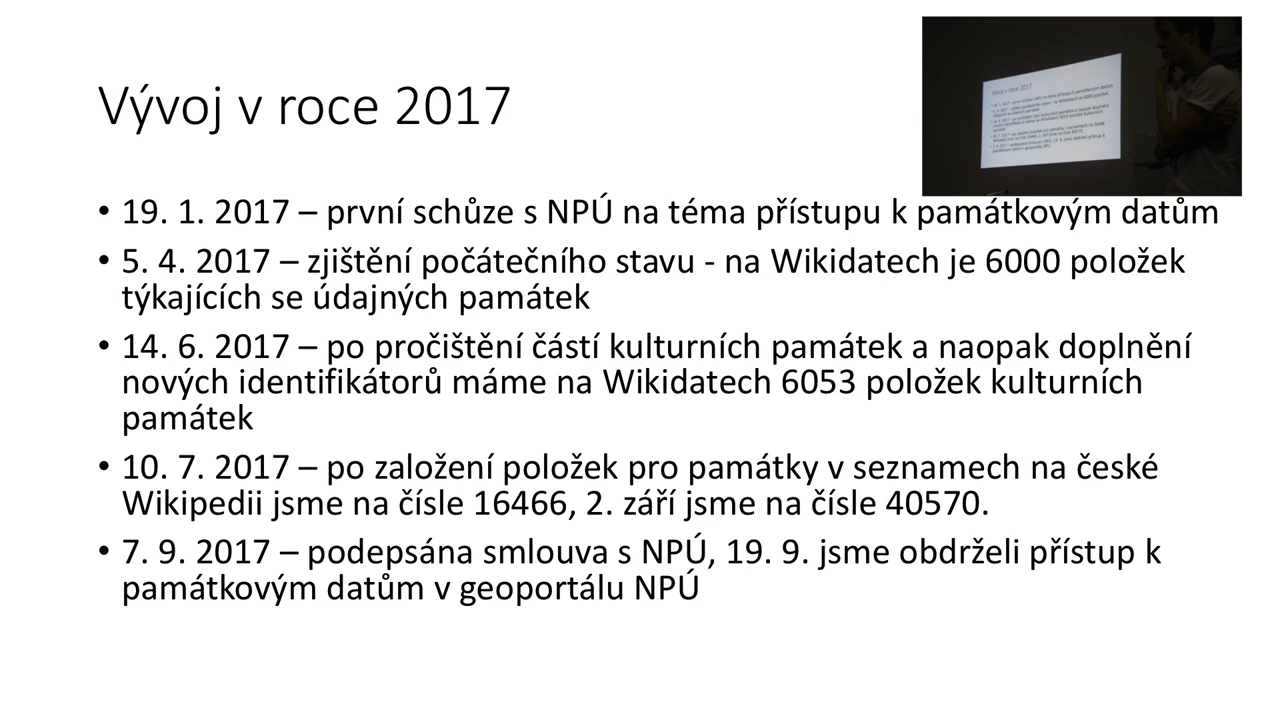 Vývoj v roce 2017
• 19. 1. 2017 – první schůze s NPÚ na téma přístupu k památkovým datům
• 5. 4. 2017 – zjištění počátečního stavu - na Wikidatech je 6000 položek
týkajících se údajných památek
• 14. 6. 2017 – po pročištění částí kulturních památek a naopak doplnění
nových identifikátorů máme na Wikidatech 6053 položek kulturních
památek
• 10. 7. 2017 – po založení položek pro památky v seznamech na české
Wikipedii jsme na čísle 16466, 2. září jsme na čísle 40570.
• 7. 9. 2017 – podepsána smlouva s NPÚ, 19. 9. jsme obdrželi přístup k
památkovým datům v geoportálu NPÚ
Vývoj v roce 2017